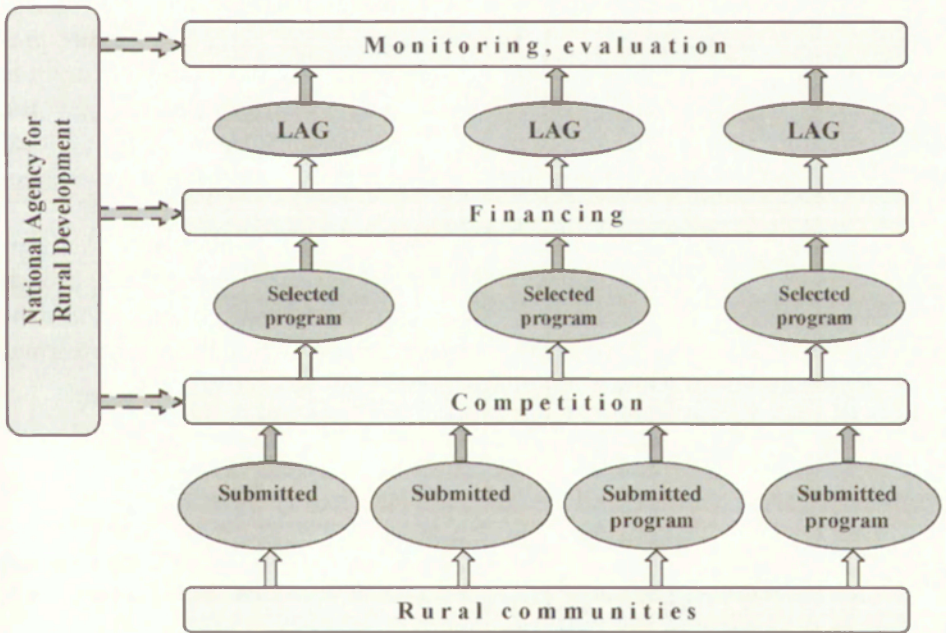 National Agency for
Rural Development
Monitoring, evaluation
LAG
LAG
LAG
Financing
Selected
program
Selected
program
Selected
program
Competition
Submitted
Submitted
Submitted
program
Submitted
program
Rural communities